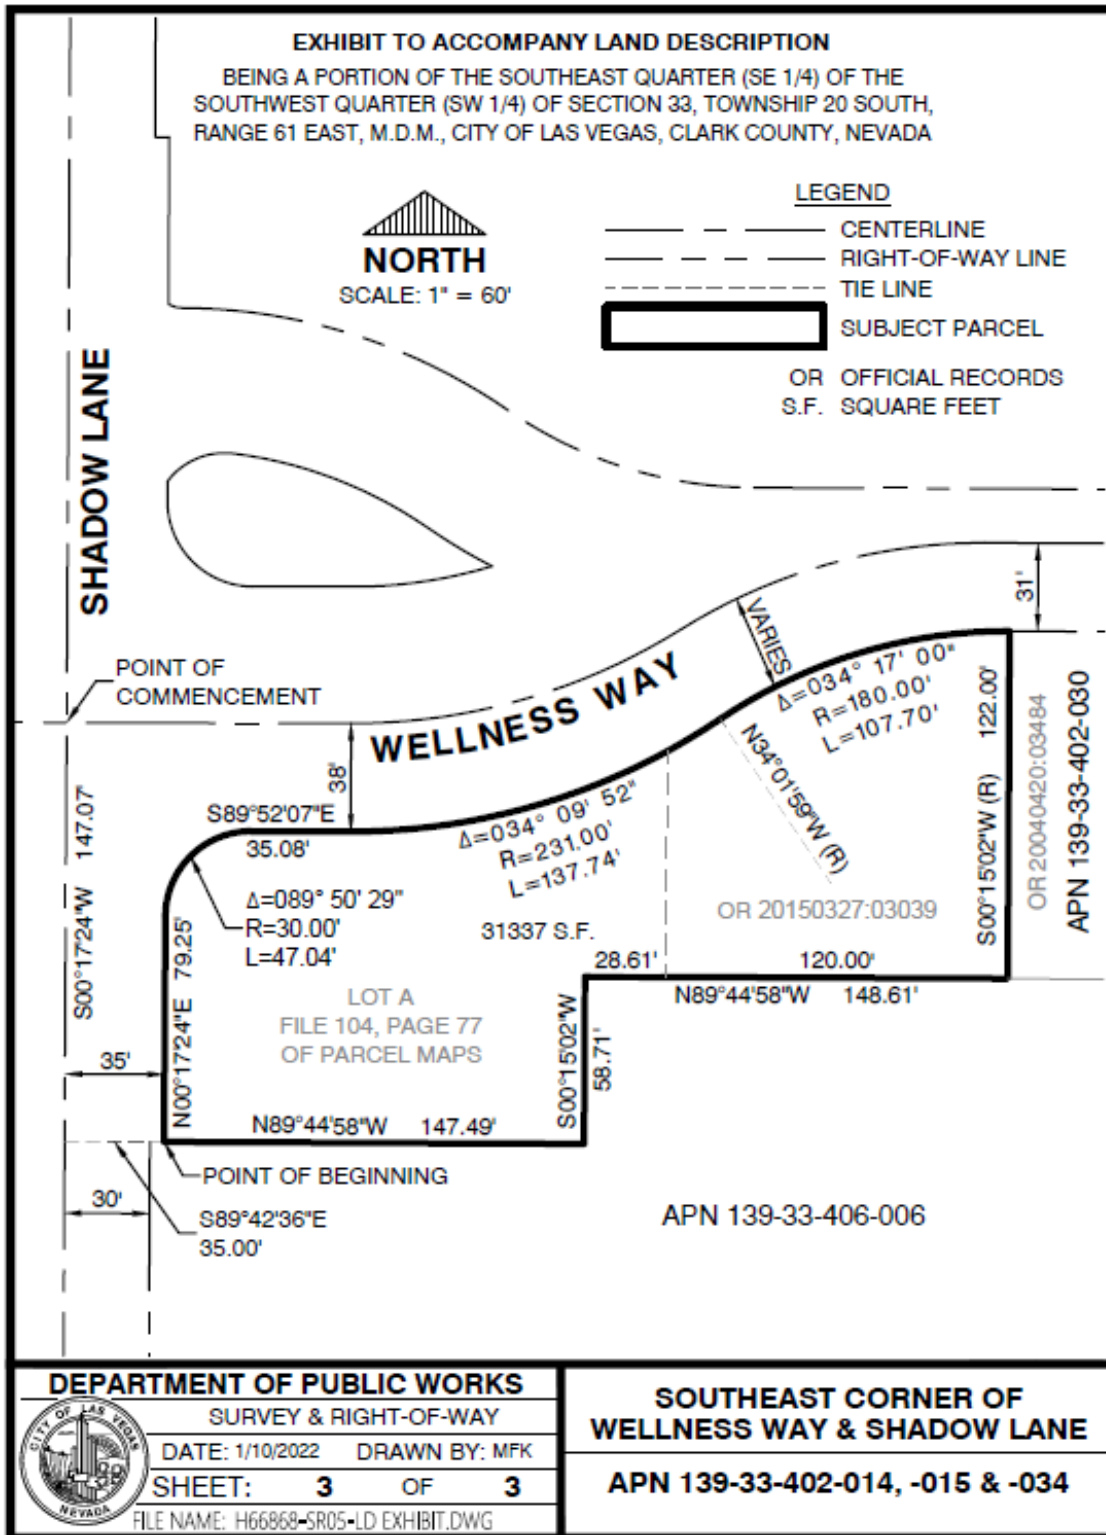 EXHIBIT TO ACCOMPANY LAND DESCRIPTION
BEING A PORTION OF THE SOUTHEAST QUARTER (SE 1/4) OF THE
SOUTHWEST QUARTER (SW 1/4) OF SECTION 33, TOWNSHIP 20 SOUTH,
RANGE 61 EAST, M.D.M., CITY OF LAS VEGAS, CLARK COUNTY, NEVADA
NORTH
SCALE: 1" = 60'
LEGEND
CENTERLINE
RIGHT-OF-WAY LINE
TIE LINE
SUBJECT PARCEL
OR OFFICIAL RECORDS
S.F. SQUARE FEET
SHADOW LANE
POINT OF
COMMENCEMENT
WELLNESS WAY
VARIES
31'
38'
Δ=034° 17' 00"
R=180.00'
L=107.70'
N34°01'59"W (R)
S00°15'02"W (R) 122.00'
OR 20040420:03484
APN 139-33-402-030
S00°17'24"W 147.07'
S89°52'07"E
35.08'
Δ=034° 09' 52"
R=231.00'
L=137.74'
Δ=089° 50' 29"
R=30.00'
L=47.04'
31337 S.F.
OR 20150327:03039
28.61'
120.00'
N89°44'58"W 148.61'
N00°17'24"E 79.25'
LOT A
FILE 104, PAGE 77
OF PARCEL MAPS
S00°15'02"W
58.71'
35'
N89°44'58"W 147.49'
POINT OF BEGINNING
30'
S89°42'36"E
35.00'
APN 139-33-406-006
DEPARTMENT OF PUBLIC WORKS
SURVEY & RIGHT-OF-WAY
DATE: 1/10/2022 DRAWN BY: MFK
SHEET: 3 OF 3
FILE NAME: H66868-SR05-LD EXHIBIT.DWG
CITY OF LAS VEGAS
NEVADA
SOUTHEAST CORNER OF
WELLNESS WAY & SHADOW LANE
APN 139-33-402-014, -015 & -034